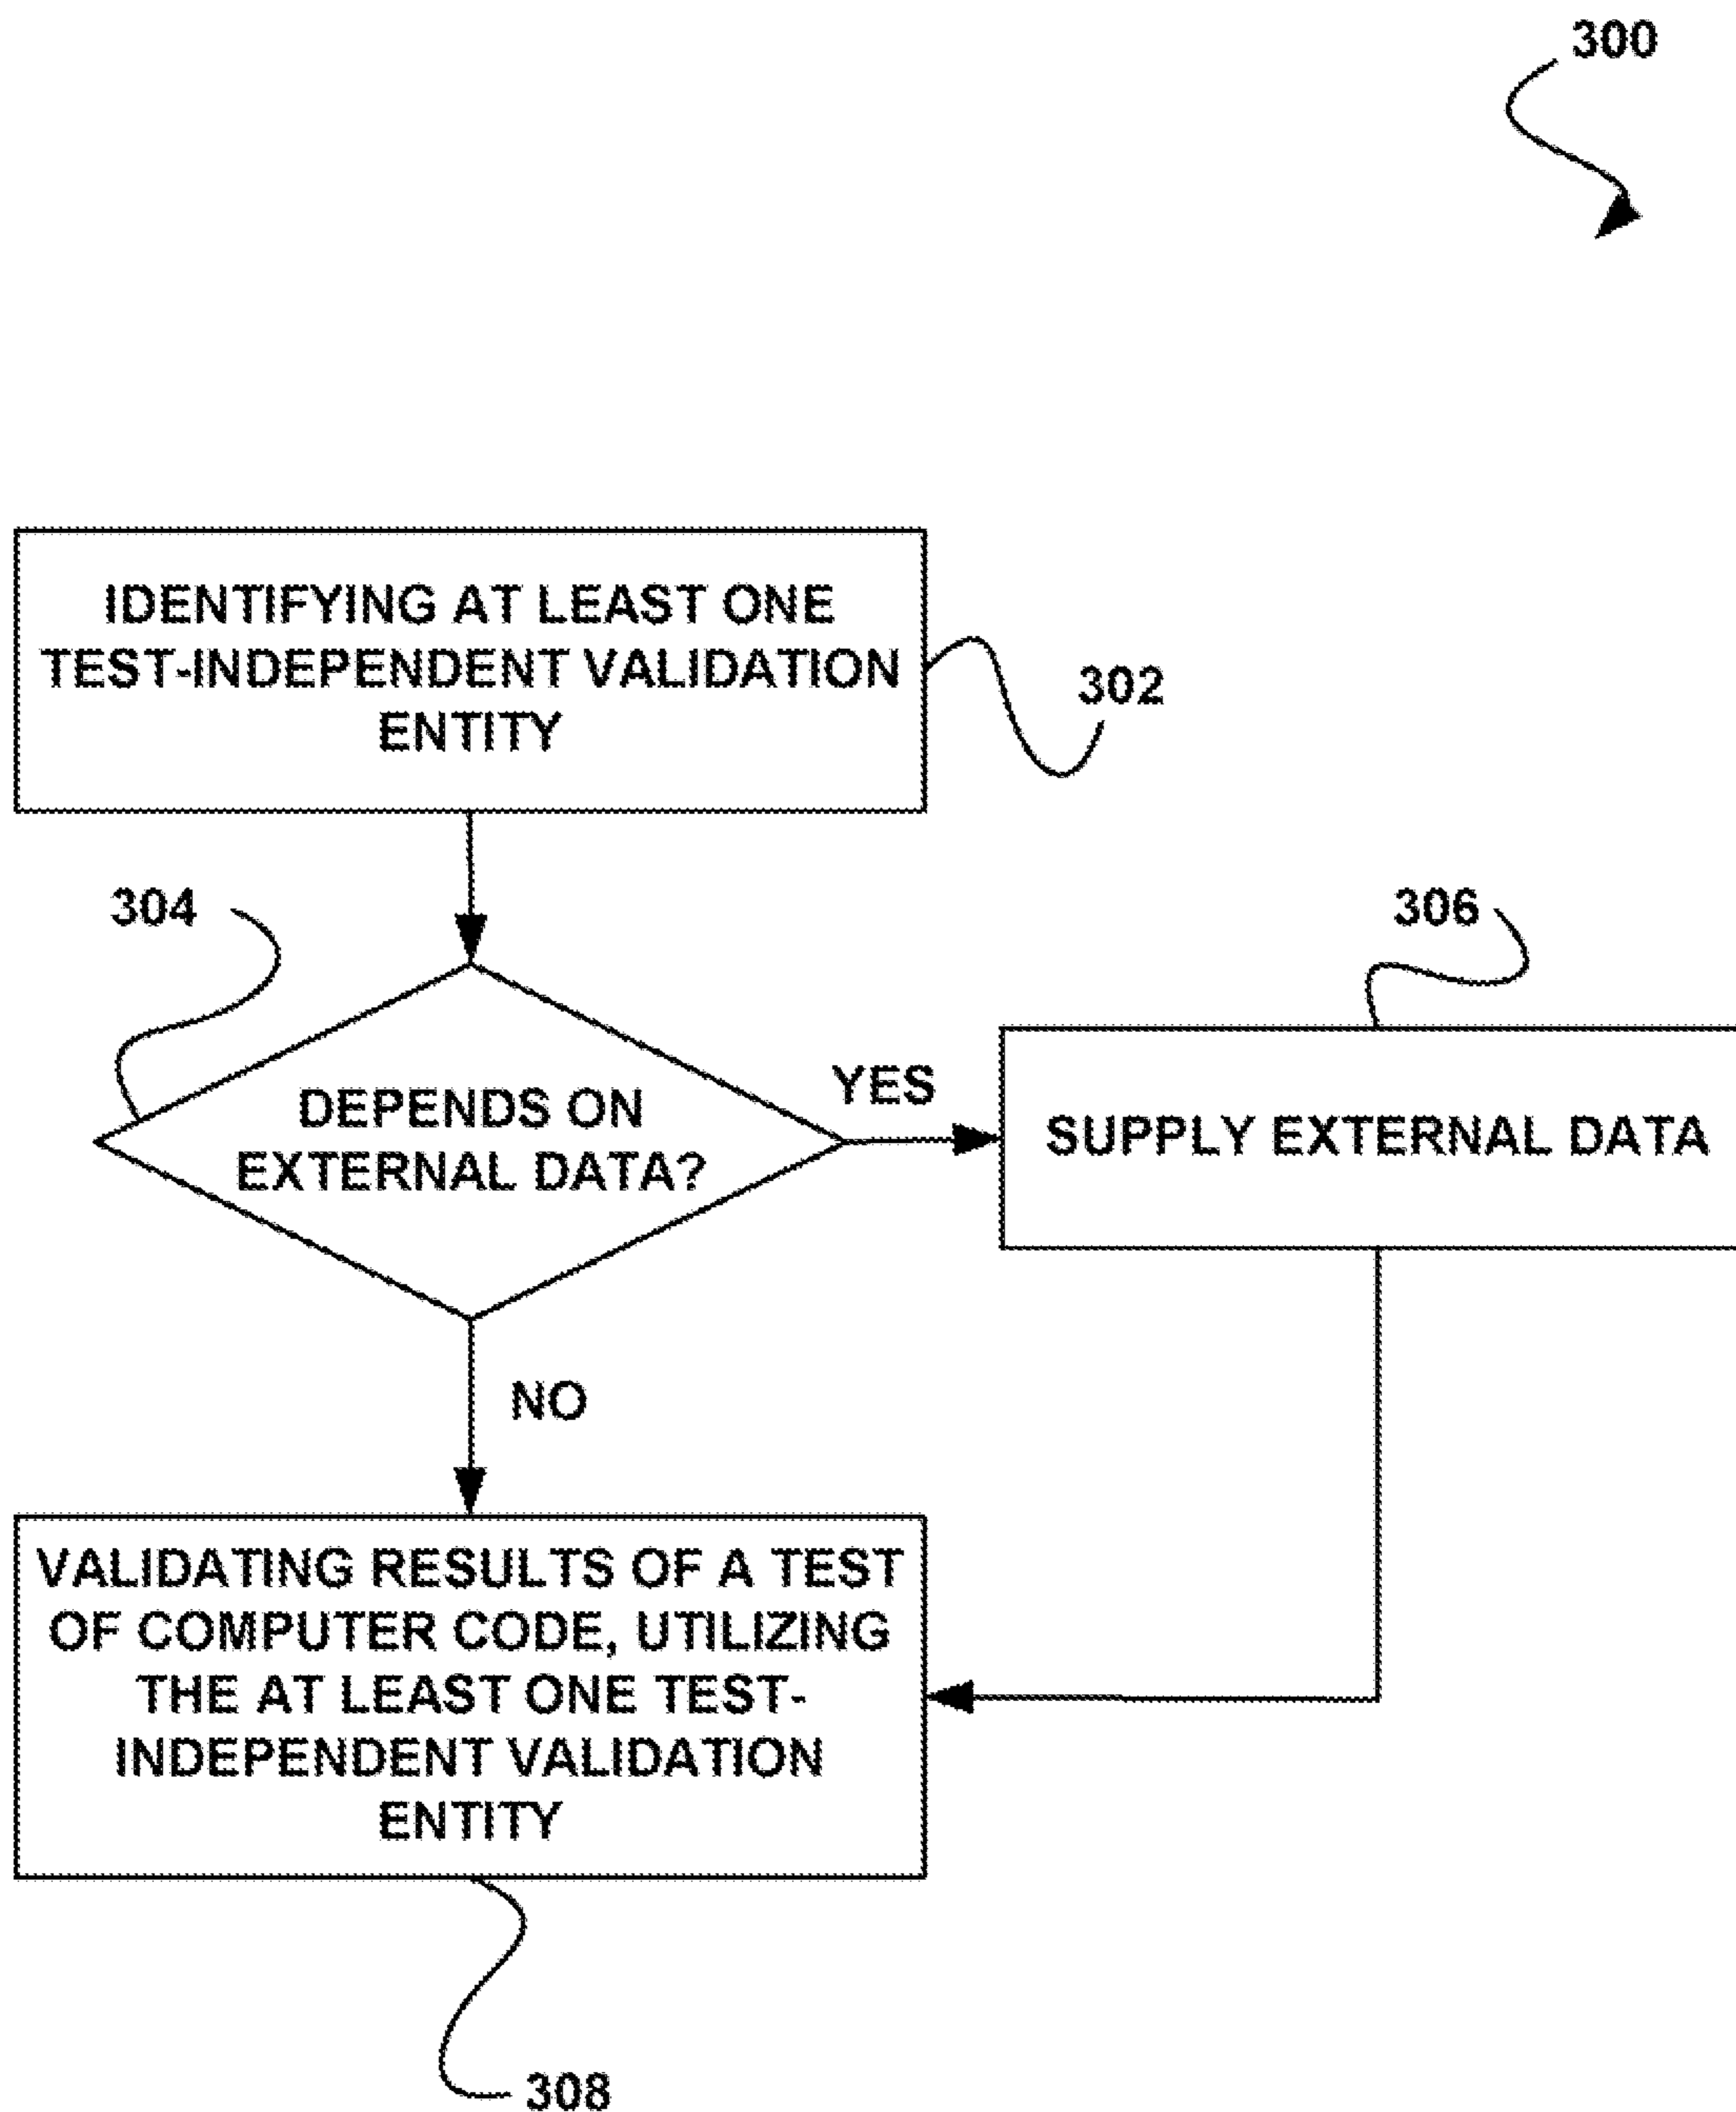 300
IDENTIFYING AT LEAST ONE
TEST-INDEPENDENT VALIDATION
ENTITY
302
304
306
DEPENDS ON
EXTERNAL DATA?
YES
SUPPLY EXTERNAL DATA
NO
VALIDATING RESULTS OF A TEST
OF COMPUTER CODE, UTILIZING
THE AT LEAST ONE TEST-
INDEPENDENT VALIDATION
ENTITY
308